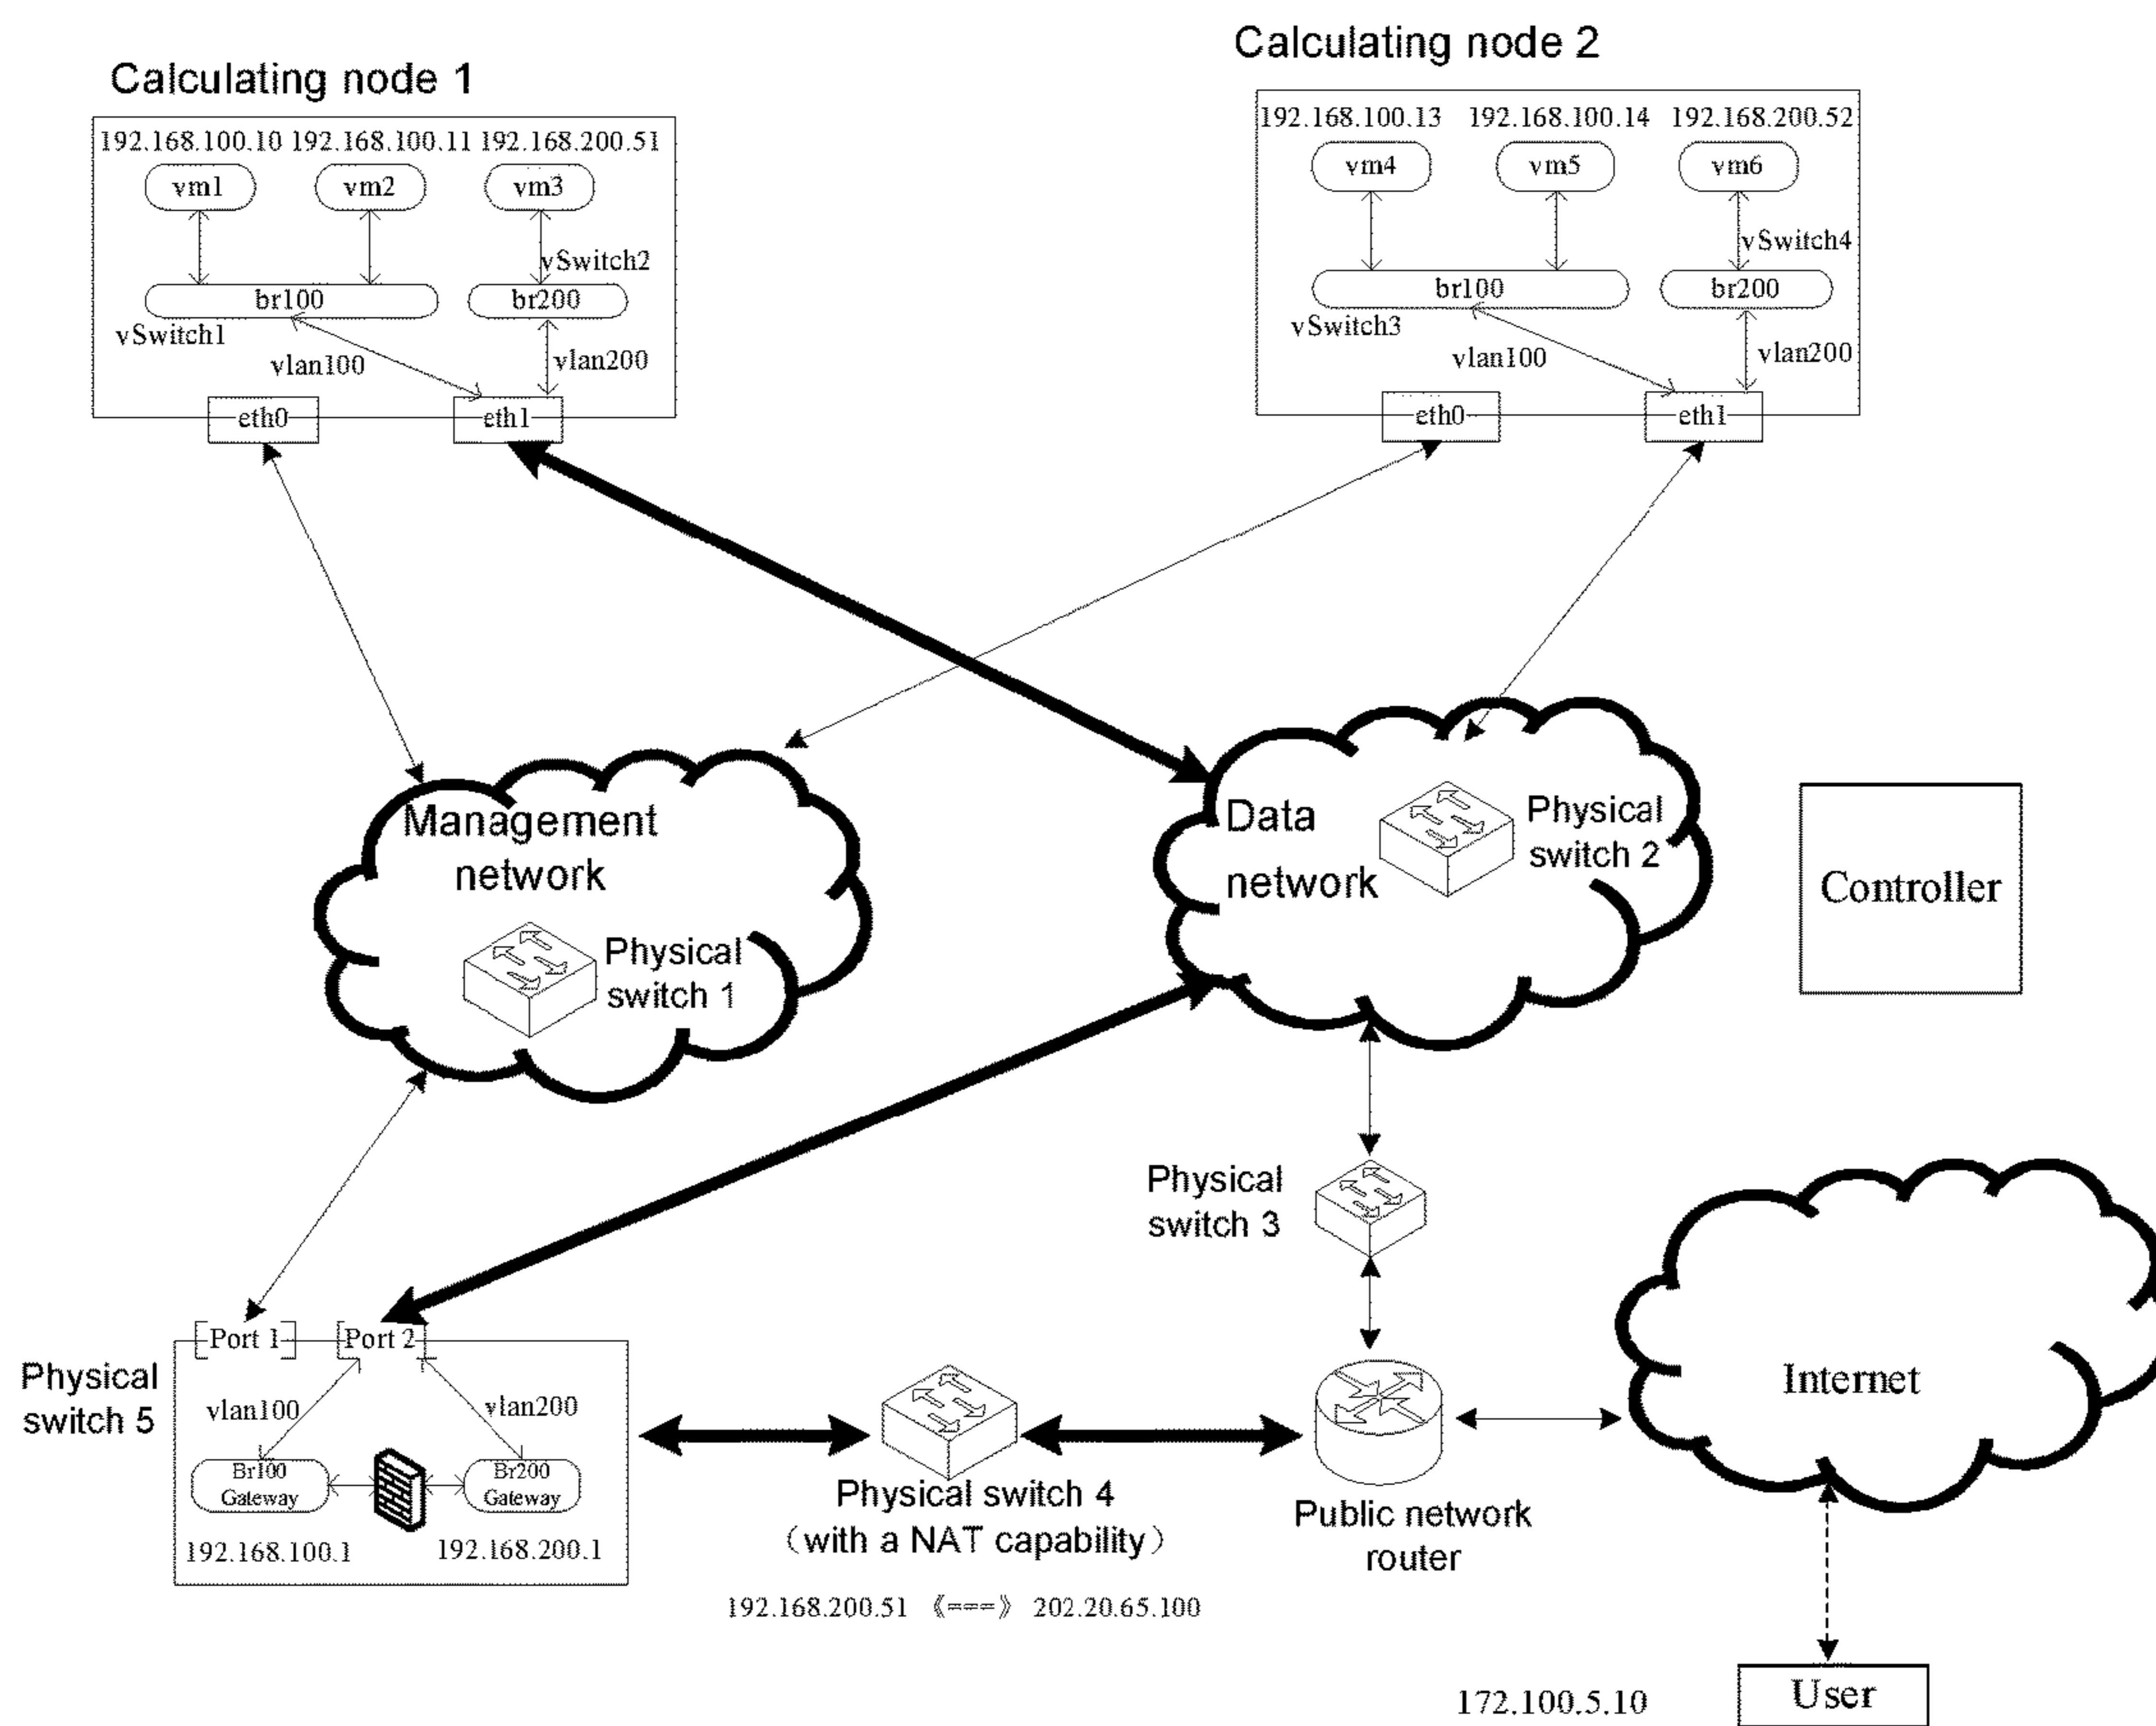 Calculating node 1
192.168.100.10 192.168.100.11 192.168.200.51
vm1 vm2 vm3
vSwitch2
br100 br200
vSwitch1
vlan100 vlan200
eth0 eth1
Calculating node 2
192.168.100.13 192.168.100.14 192.168.200.52
vm4 vm5 vm6
vSwitch4
br100 br200
vSwitch3
vlan100 vlan200
eth0 eth1
Management
network
Physical
switch 1
Data
network
Physical
switch 2
Controller
Physical
switch 3
Port 1 Port 2
Physical
switch 5
vlan100 vlan200
Br100
Gateway
Br200
Gateway
192.168.100.1 192.168.200.1
Physical switch 4
（with a NAT capability）
192.168.200.51 《===》 202.20.65.100
Public network
router
Internet
172.100.5.10
User